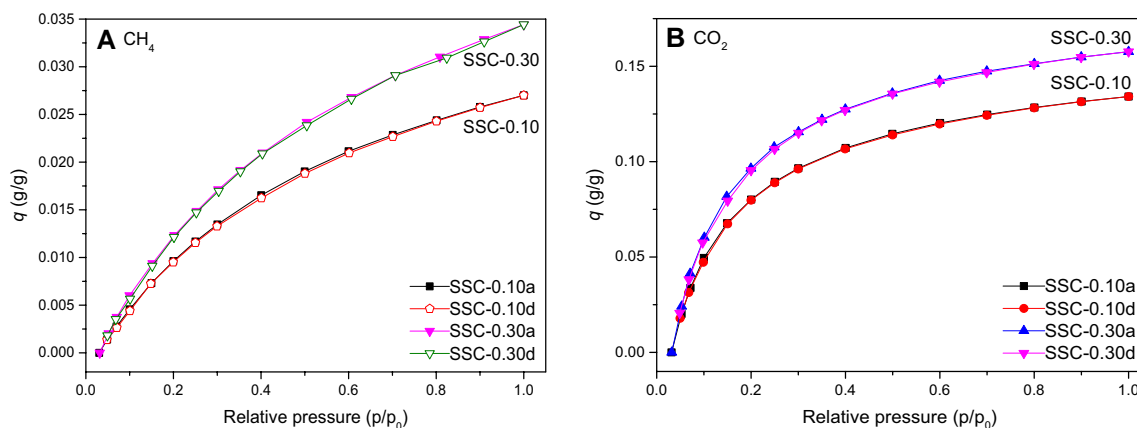 A CH₄
SSC-0.30
SSC-0.10
SSC-0.10a
SSC-0.10d
SSC-0.30a
SSC-0.30d
0.035
0.030
0.025
0.020
0.015
0.010
0.005
0.000
q (g/g)
0.0 0.2 0.4 0.6 0.8 1.0
Relative pressure (p/p₀)
B CO₂
SSC-0.30
SSC-0.10
SSC-0.10a
SSC-0.10d
SSC-0.30a
SSC-0.30d
0.15
0.10
0.05
0.00
q (g/g)
0.0 0.2 0.4 0.6 0.8 1.0
Relative pressure (p/p₀)